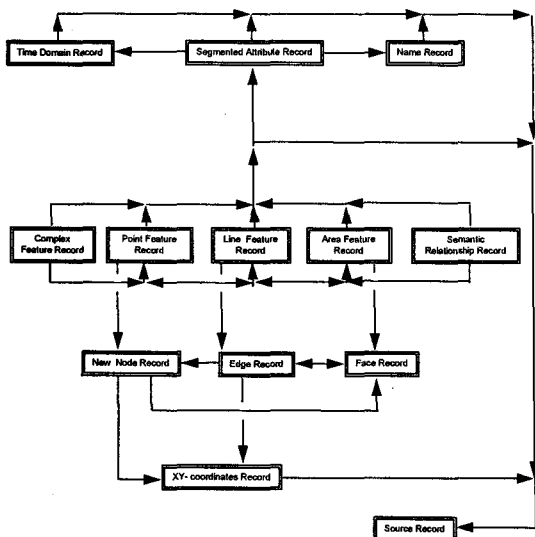 Time Domain Record
Segmented Attribute Record
Name Record
Complex
Feature Record
Point Feature
Record
Line Feature
Record
Area Feature
Record
Semantic
Relationship Record
New Node Record
Edge Record
Face Record
XY- coordinates Record
Source Record